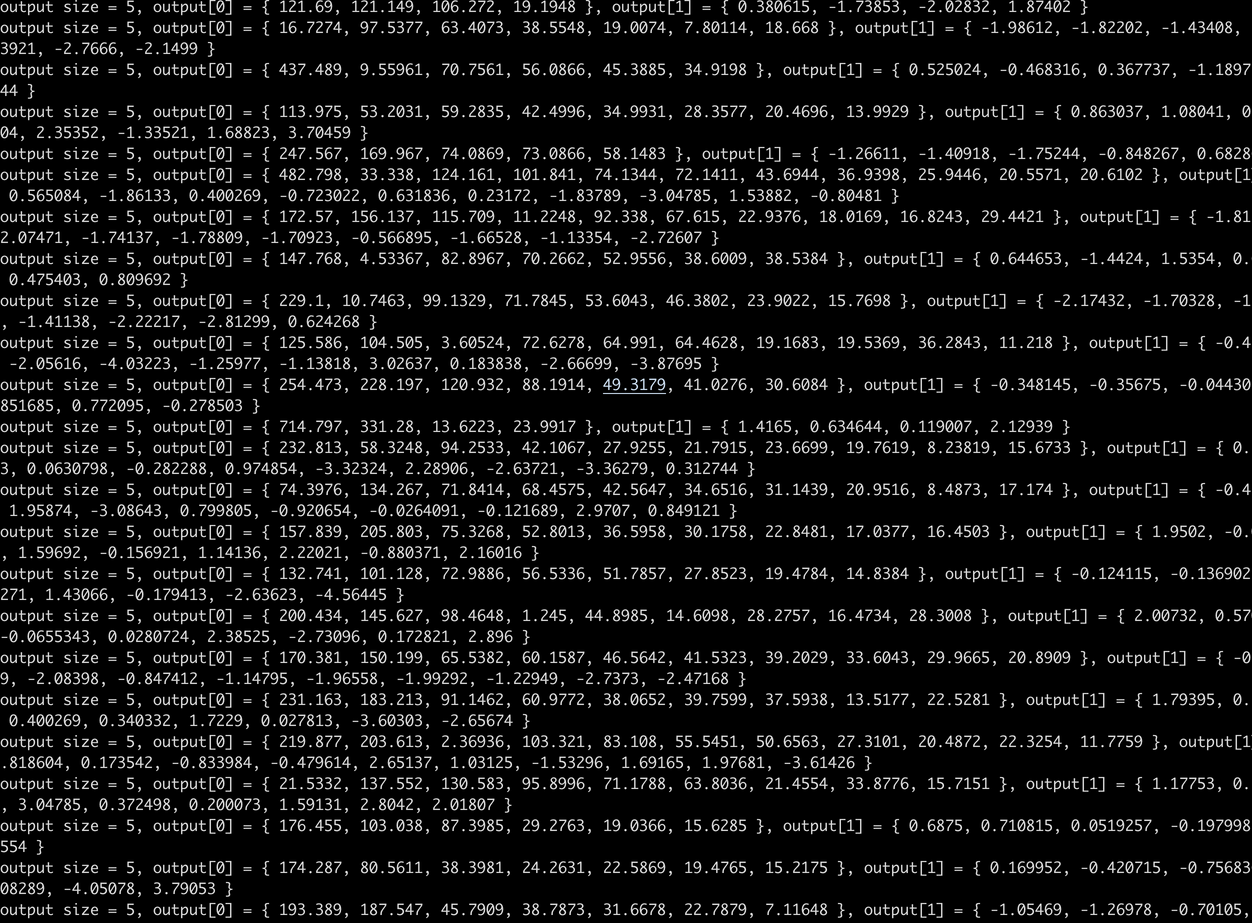 output size = 5, output[0] = { 121.69, 121.149, 106.272, 19.1948 }, output[1] = { 0.380615, -1.73853, -2.02832, 1.87402 }
output size = 5, output[0] = { 16.7274, 97.5377, 63.4073, 38.5548, 19.0074, 7.80114, 18.668 }, output[1] = { -1.98612, -1.82202, -1.43408,
3921, -2.7666, -2.1499 }
output size = 5, output[0] = { 437.489, 9.55961, 70.7561, 56.0866, 45.3885, 34.9198 }, output[1] = { 0.525024, -0.468316, 0.367737, -1.1897
44 }
output size = 5, output[0] = { 113.975, 53.2031, 59.2835, 42.4996, 34.9931, 28.3577, 20.4696, 13.9929 }, output[1] = { 0.863037, 1.08041, 0
04, 2.35352, -1.33521, 1.68823, 3.70459 }
output size = 5, output[0] = { 247.567, 169.967, 74.0869, 73.0866, 58.1483 }, output[1] = { -1.26611, -1.40918, -1.75244, -0.848267, 0.6828
output size = 5, output[0] = { 482.798, 33.338, 124.161, 101.841, 74.1344, 72.1411, 43.6944, 36.9398, 25.9446, 20.5571, 20.6102 }, output[1
0.565084, -1.86133, 0.400269, -0.723022, 0.631836, 0.23172, -1.83789, -3.04785, 1.53882, -0.80481 }
output size = 5, output[0] = { 172.57, 156.137, 115.709, 11.2248, 92.338, 67.615, 22.9376, 18.0169, 16.8243, 29.4421 }, output[1] = { -1.81
2.07471, -1.74137, -1.78809, -1.70923, -0.566895, -1.66528, -1.13354, -2.72607 }
output size = 5, output[0] = { 147.768, 4.53367, 82.8967, 70.2662, 52.9556, 38.6009, 38.5384 }, output[1] = { 0.644653, -1.4424, 1.5354, 0.
0.475403, 0.809692 }
output size = 5, output[0] = { 229.1, 10.7463, 99.1329, 71.7845, 53.6043, 46.3802, 23.9022, 15.7698 }, output[1] = { -2.17432, -1.70328, -1
, -1.41138, -2.22217, -2.81299, 0.624268 }
output size = 5, output[0] = { 125.586, 104.505, 3.60524, 72.6278, 64.991, 64.4628, 19.1683, 19.5369, 36.2843, 11.218 }, output[1] = { -0.4
-2.05616, -4.03223, -1.25977, -1.13818, 3.02637, 0.183838, -2.66699, -3.87695 }
output size = 5, output[0] = { 254.473, 228.197, 120.932, 88.1914, 49.3179, 41.0276, 30.6084 }, output[1] = { -0.348145, -0.35675, -0.04430
851685, 0.772095, -0.278503 }
output size = 5, output[0] = { 714.797, 331.28, 13.6223, 23.9917 }, output[1] = { 1.4165, 0.634644, 0.119007, 2.12939 }
output size = 5, output[0] = { 232.813, 58.3248, 94.2533, 42.1067, 27.9255, 21.7915, 23.6699, 19.7619, 8.23819, 15.6733 }, output[1] = { 0.
3, 0.0630798, -0.282288, 0.974854, -3.32324, 2.28906, -2.63721, -3.36279, 0.312744 }
output size = 5, output[0] = { 74.3976, 134.267, 71.8414, 68.4575, 42.5647, 34.6516, 31.1439, 20.9516, 8.4873, 17.174 }, output[1] = { -0.4
1.95874, -3.08643, 0.799805, -0.920654, -0.0264091, -0.121689, 2.9707, 0.849121 }
output size = 5, output[0] = { 157.839, 205.803, 75.3268, 52.8013, 36.5958, 30.1758, 22.8481, 17.0377, 16.4503 }, output[1] = { 1.9502, -0.
, 1.59692, -0.156921, 1.14136, 2.22021, -0.880371, 2.16016 }
output size = 5, output[0] = { 132.741, 101.128, 72.9886, 56.5336, 51.7857, 27.8523, 19.4784, 14.8384 }, output[1] = { -0.124115, -0.136902
271, 1.43066, -0.179413, -2.63623, -4.56445 }
output size = 5, output[0] = { 200.434, 145.627, 98.4648, 1.245, 44.8985, 14.6098, 28.2757, 16.4734, 28.3008 }, output[1] = { 2.00732, 0.57
-0.0655343, 0.0280724, 2.38525, -2.73096, 0.172821, 2.896 }
output size = 5, output[0] = { 170.381, 150.199, 65.5382, 60.1587, 46.5642, 41.5323, 39.2029, 33.6043, 29.9665, 20.8909 }, output[1] = { -0
9, -2.08398, -0.847412, -1.14795, -1.96558, -1.99292, -1.22949, -2.7373, -2.47168 }
output size = 5, output[0] = { 231.163, 183.213, 91.1462, 60.9772, 38.0652, 39.7599, 37.5938, 13.5177, 22.5281 }, output[1] = { 1.79395, 0.
0.400269, 0.340332, 1.7229, 0.027813, -3.60303, -2.65674 }
output size = 5, output[0] = { 219.877, 203.613, 2.36936, 103.321, 83.108, 55.5451, 50.6563, 27.3101, 20.4872, 22.3254, 11.7759 }, output[1
.818604, 0.173542, -0.833984, -0.479614, 2.65137, 1.03125, -1.53296, 1.69165, 1.97681, -3.61426 }
output size = 5, output[0] = { 21.5332, 137.552, 130.583, 95.8996, 71.1788, 63.8036, 21.4554, 33.8776, 15.7151 }, output[1] = { 1.17753, 0.
, 3.04785, 0.372498, 0.200073, 1.59131, 2.8042, 2.01807 }
output size = 5, output[0] = { 176.455, 103.038, 87.3985, 29.2763, 19.0366, 15.6285 }, output[1] = { 0.6875, 0.710815, 0.0519257, -0.197998
554 }
output size = 5, output[0] = { 174.287, 80.5611, 38.3981, 24.2631, 22.5869, 19.4765, 15.2175 }, output[1] = { 0.169952, -0.420715, -0.75683
08289, -4.05078, 3.79053 }
output size = 5, output[0] = { 193.389, 187.547, 45.7909, 38.7873, 31.6678, 22.7879, 7.11648 }, output[1] = { -1.05469, -1.26978, -0.70105